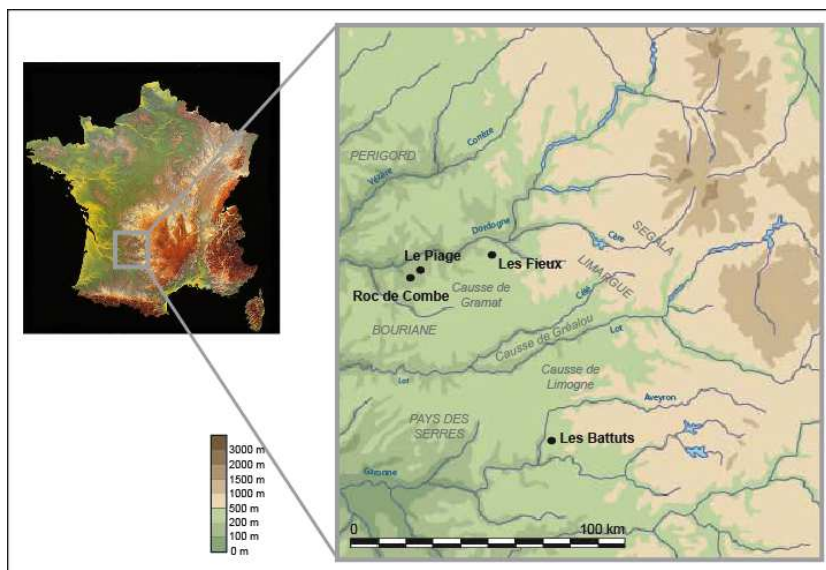 PERIGORD
Corrèze
Vézère
Dordogne
Cère
SEGALA
LIMARGUE
Le Piage
Les Fieux
Roc de Combe
Causse de
Gramat
Célé
BOURIANE
Causse de Gréalou
Lot
Lot
Causse de
Limogne
Aveyron
PAYS DES
SERRES
Les Battuts
Garonne
3000 m
2000 m
1500 m
1000 m
500 m
200 m
100 m
0 m
0
100 km